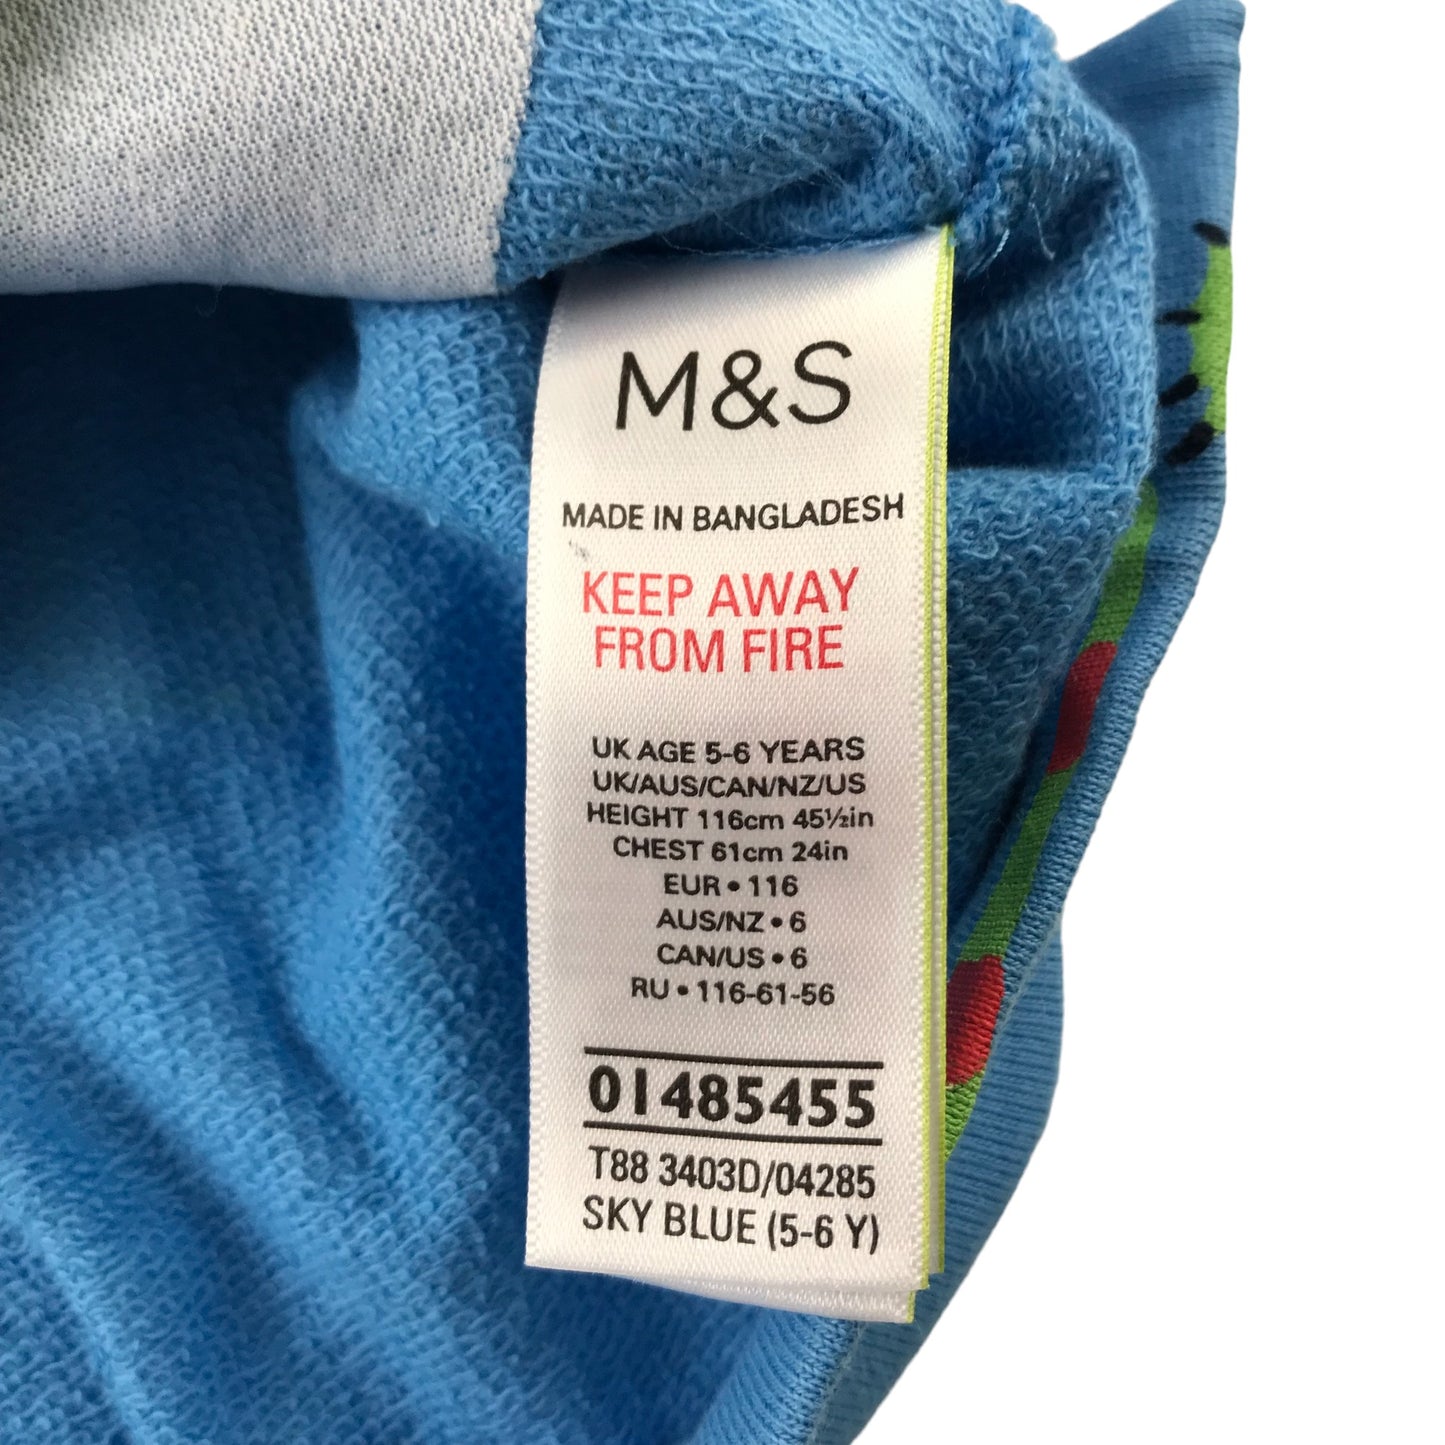 M&S
MADE IN BANGLADESH
KEEP AWAY
FROM FIRE
UK AGE 5-6 YEARS
UK/AUS/CAN/NZ/US
HEIGHT 116cm 45½in
CHEST 61cm 24in
EUR • 116
AUS/NZ • 6
CAN/US • 6
RU • 116-61-56
01485455
T88 3403D/04285
SKY BLUE (5-6 Y)